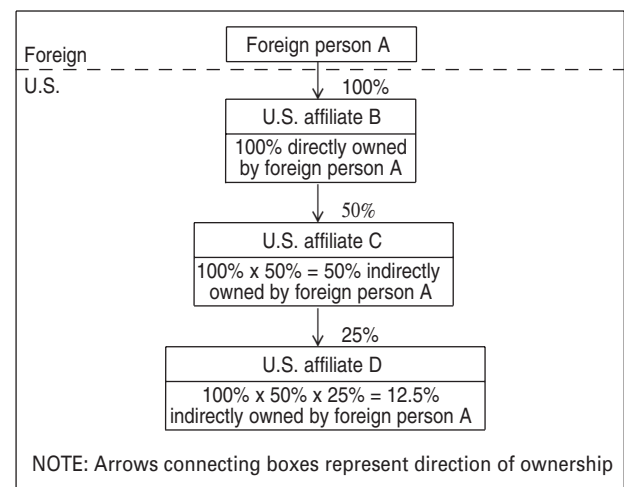 Foreign person A
Foreign
U.S.
100%
U.S. affiliate B
100% directly owned
by foreign person A
50%
U.S. affiliate C
100% x 50% = 50% indirectly
owned by foreign person A
25%
U.S. affiliate D
100% x 50% x 25% = 12.5%
indirectly owned by foreign person A
NOTE: Arrows connecting boxes represent direction of ownership